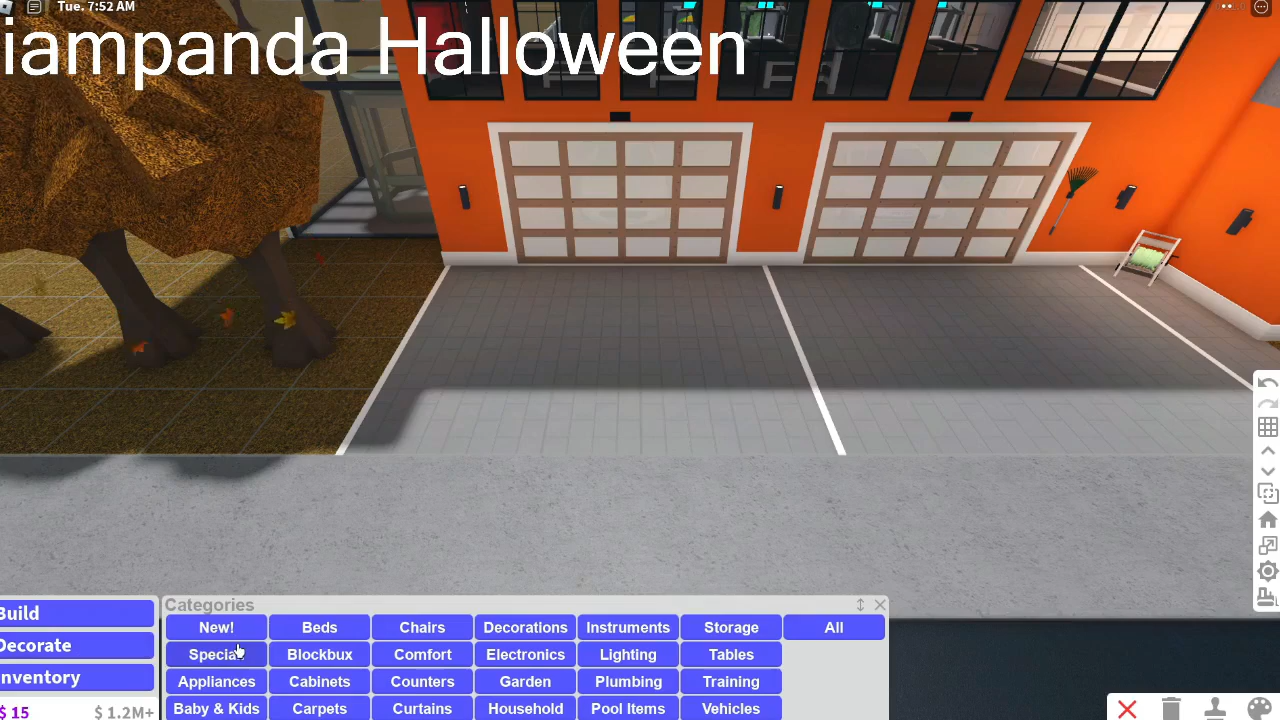 Tue. 7:52 AM
iampanda Halloween
Categories
New! Beds Chairs Decorations Instruments Storage All
Special Blockbux Comfort Electronics Lighting Tables
Appliances Cabinets Counters Garden Plumbing Training
Baby & Kids Carpets Curtains Household Pool Items Vehicles
Build
Decorate
nventory
$ 15 $ 1.2M+